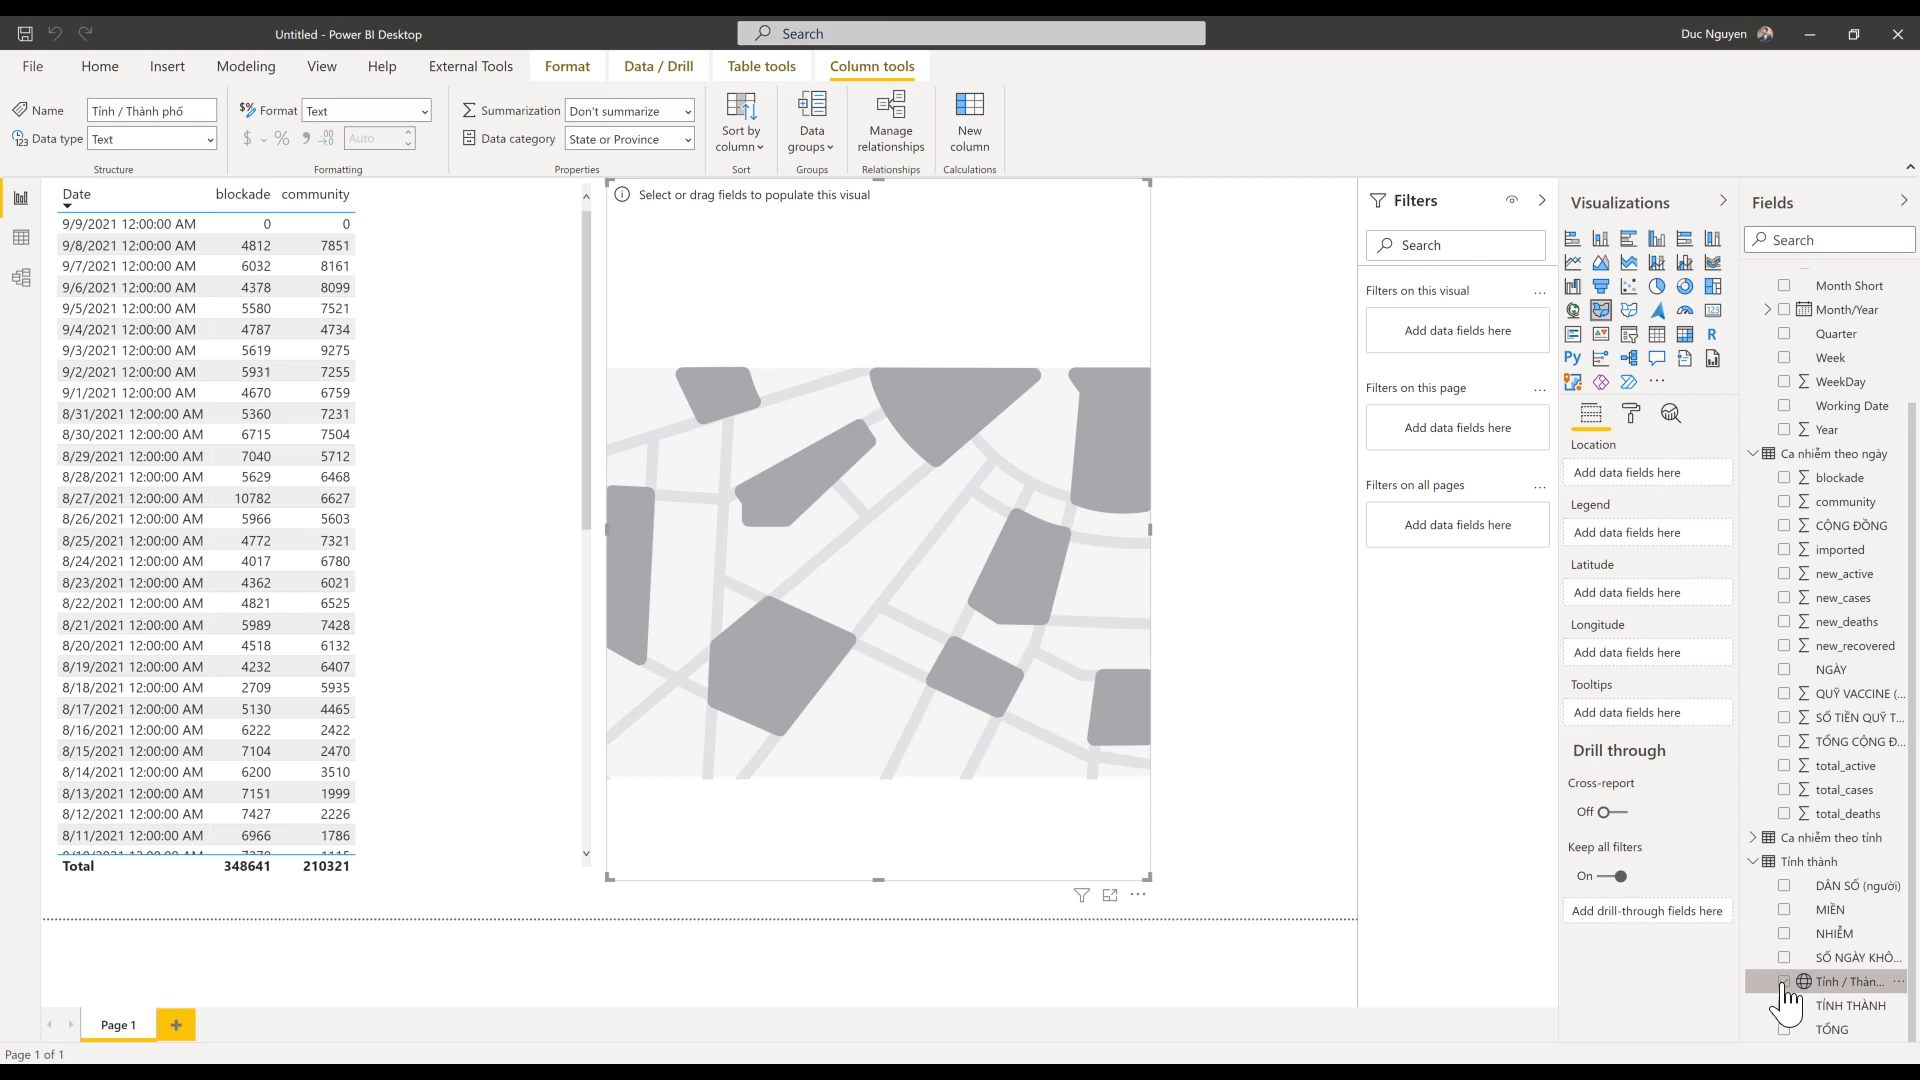 Untitled - Power BI Desktop
Search
Duc Nguyen
File
Home
Insert
Modeling
View
Help
External Tools
Format
Data / Drill
Table tools
Column tools
Name
Tỉnh / Thành phố
Data type
Text
Structure
Format
Text
$
%
Auto
Formatting
Summarization
Don't summarize
Data category
State or Province
Properties
Sort by
column
Sort
Data
groups
Groups
Manage
relationships
Relationships
New
column
Calculations
Date blockade community
9/9/2021 12:00:00 AM 0 0
9/8/2021 12:00:00 AM 4812 7851
9/7/2021 12:00:00 AM 6032 8161
9/6/2021 12:00:00 AM 4378 8099
9/5/2021 12:00:00 AM 5580 7521
9/4/2021 12:00:00 AM 4787 4734
9/3/2021 12:00:00 AM 5619 9275
9/2/2021 12:00:00 AM 5931 7255
9/1/2021 12:00:00 AM 4670 6759
8/31/2021 12:00:00 AM 5360 7231
8/30/2021 12:00:00 AM 6715 7504
8/29/2021 12:00:00 AM 7040 5712
8/28/2021 12:00:00 AM 5629 6468
8/27/2021 12:00:00 AM 10782 6627
8/26/2021 12:00:00 AM 5966 5603
8/25/2021 12:00:00 AM 4772 7321
8/24/2021 12:00:00 AM 4017 6780
8/23/2021 12:00:00 AM 4362 6021
8/22/2021 12:00:00 AM 4821 6525
8/21/2021 12:00:00 AM 5989 7428
8/20/2021 12:00:00 AM 4518 6132
8/19/2021 12:00:00 AM 4232 6407
8/18/2021 12:00:00 AM 2709 5935
8/17/2021 12:00:00 AM 5130 4465
8/16/2021 12:00:00 AM 6222 2422
8/15/2021 12:00:00 AM 7104 2470
8/14/2021 12:00:00 AM 6200 3510
8/13/2021 12:00:00 AM 7151 1999
8/12/2021 12:00:00 AM 7427 2226
8/11/2021 12:00:00 AM 6966 1786
Total 348641 210321
Select or drag fields to populate this visual
Filters
Search
Filters on this visual
Add data fields here
Filters on this page
Add data fields here
Filters on all pages
Add data fields here
Visualizations
123
R
Py
Location
Add data fields here
Legend
Add data fields here
Latitude
Add data fields here
Longitude
Add data fields here
Tooltips
Add data fields here
Drill through
Cross-report
Off
Keep all filters
On
Add drill-through fields here
Fields
Search
Month Short
Month/Year
Quarter
Week
WeekDay
Working Date
Year
Ca nhiễm theo ngày
blockade
community
CỘNG ĐỒNG
imported
new_active
new_cases
new_deaths
new_recovered
NGÀY
QUỸ VACCINE (...
SỐ TIỀN QUỸ T...
TỔNG CỘNG Đ...
total_active
total_cases
total_deaths
Ca nhiễm theo tỉnh
Tỉnh thành
DÂN SỐ (người)
MIỀN
NHIỄM
SỐ NGÀY KHÔ...
Tỉnh / Thàn...
TỈNH THÀNH
TỔNG
Page 1
Page 1 of 1